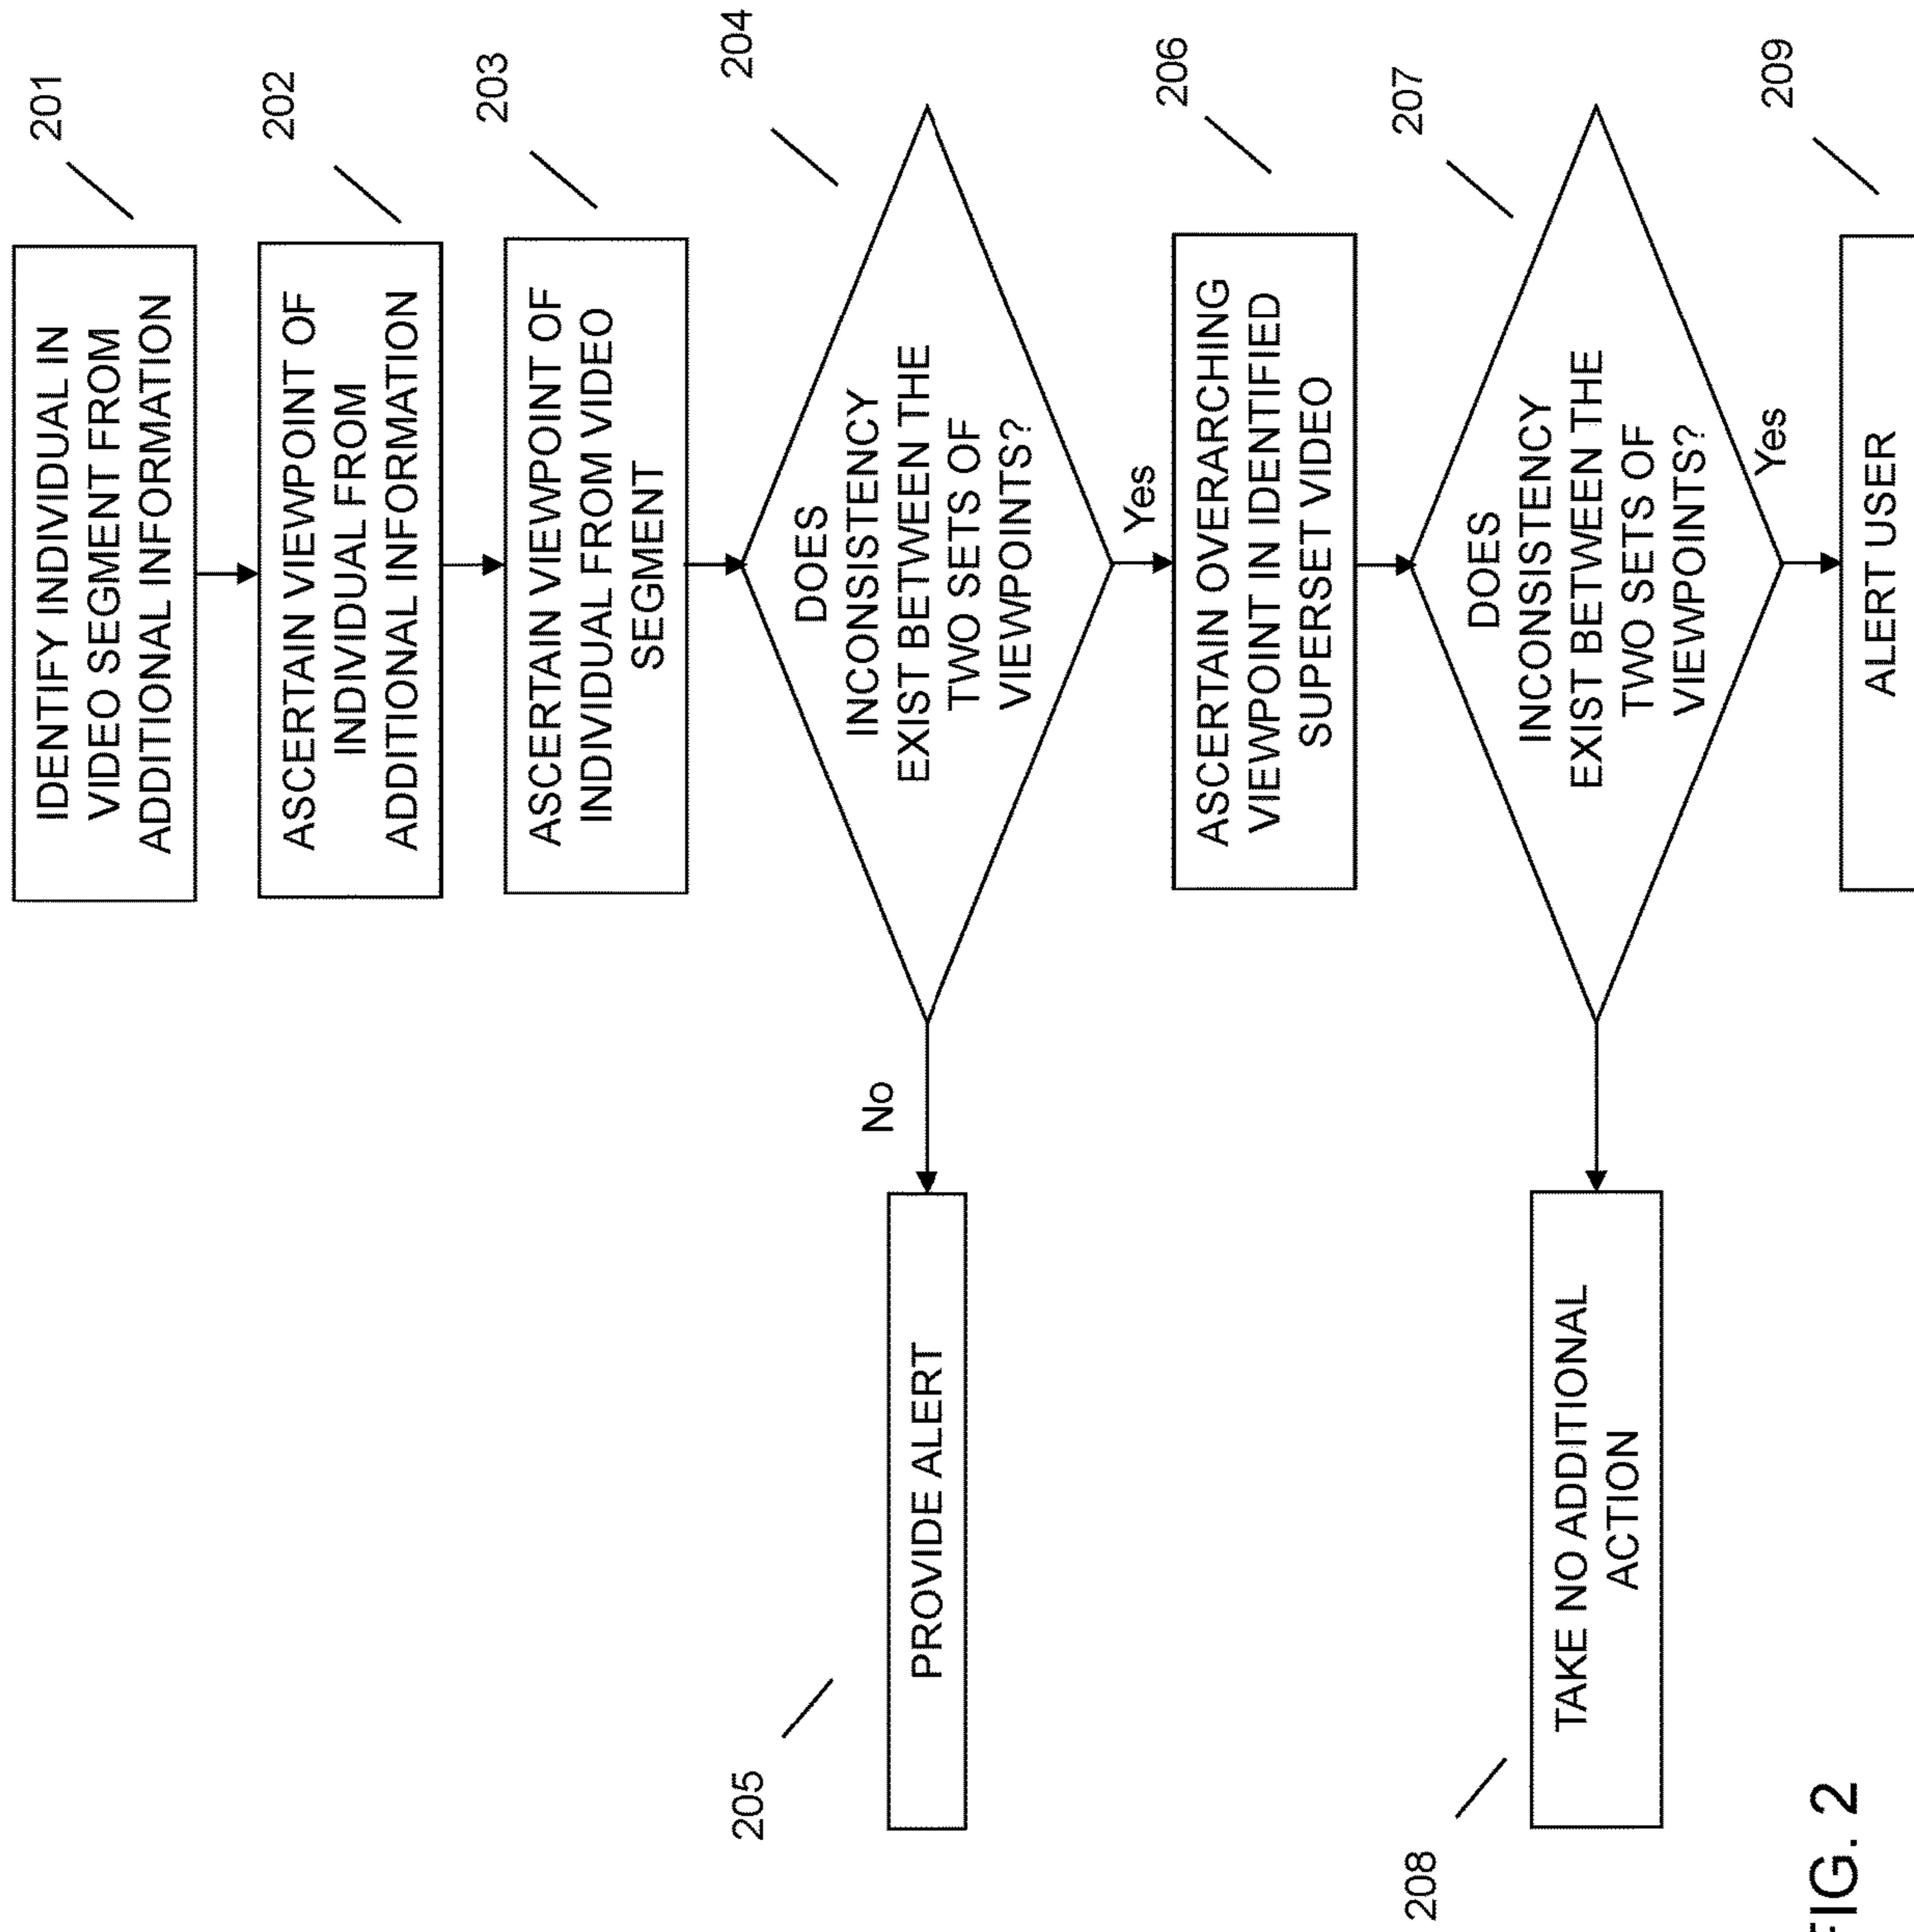 201
IDENTIFY INDIVIDUAL IN
VIDEO SEGMENT FROM
ADDITIONAL INFORMATION
202
ASCERTAIN VIEWPOINT OF
INDIVIDUAL FROM
ADDITIONAL INFORMATION
203
ASCERTAIN VIEWPOINT OF
INDIVIDUAL FROM VIDEO
SEGMENT
204
DOES
INCONSISTENCY
EXIST BETWEEN THE
TWO SETS OF
VIEWPOINTS?
No
205
PROVIDE ALERT
Yes
206
ASCERTAIN OVERARCHING
VIEWPOINT IN IDENTIFIED
SUPERSET VIDEO
207
DOES
INCONSISTENCY
EXIST BETWEEN THE
TWO SETS OF
VIEWPOINTS?
208
TAKE NO ADDITIONAL
ACTION
Yes
209
ALERT USER
FIG. 2